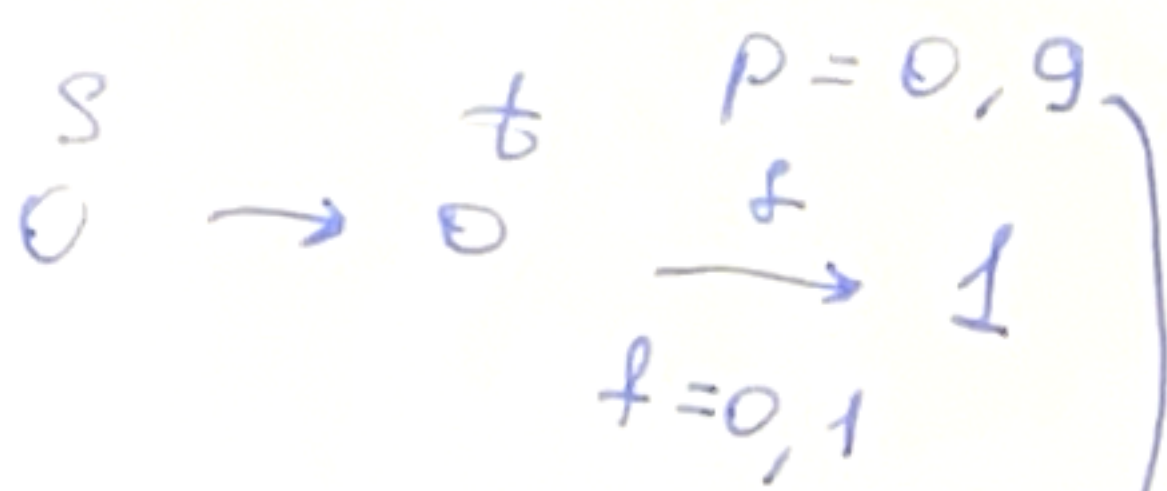 s t p = 0,9
0 → 0 f → 1
f = 0,1